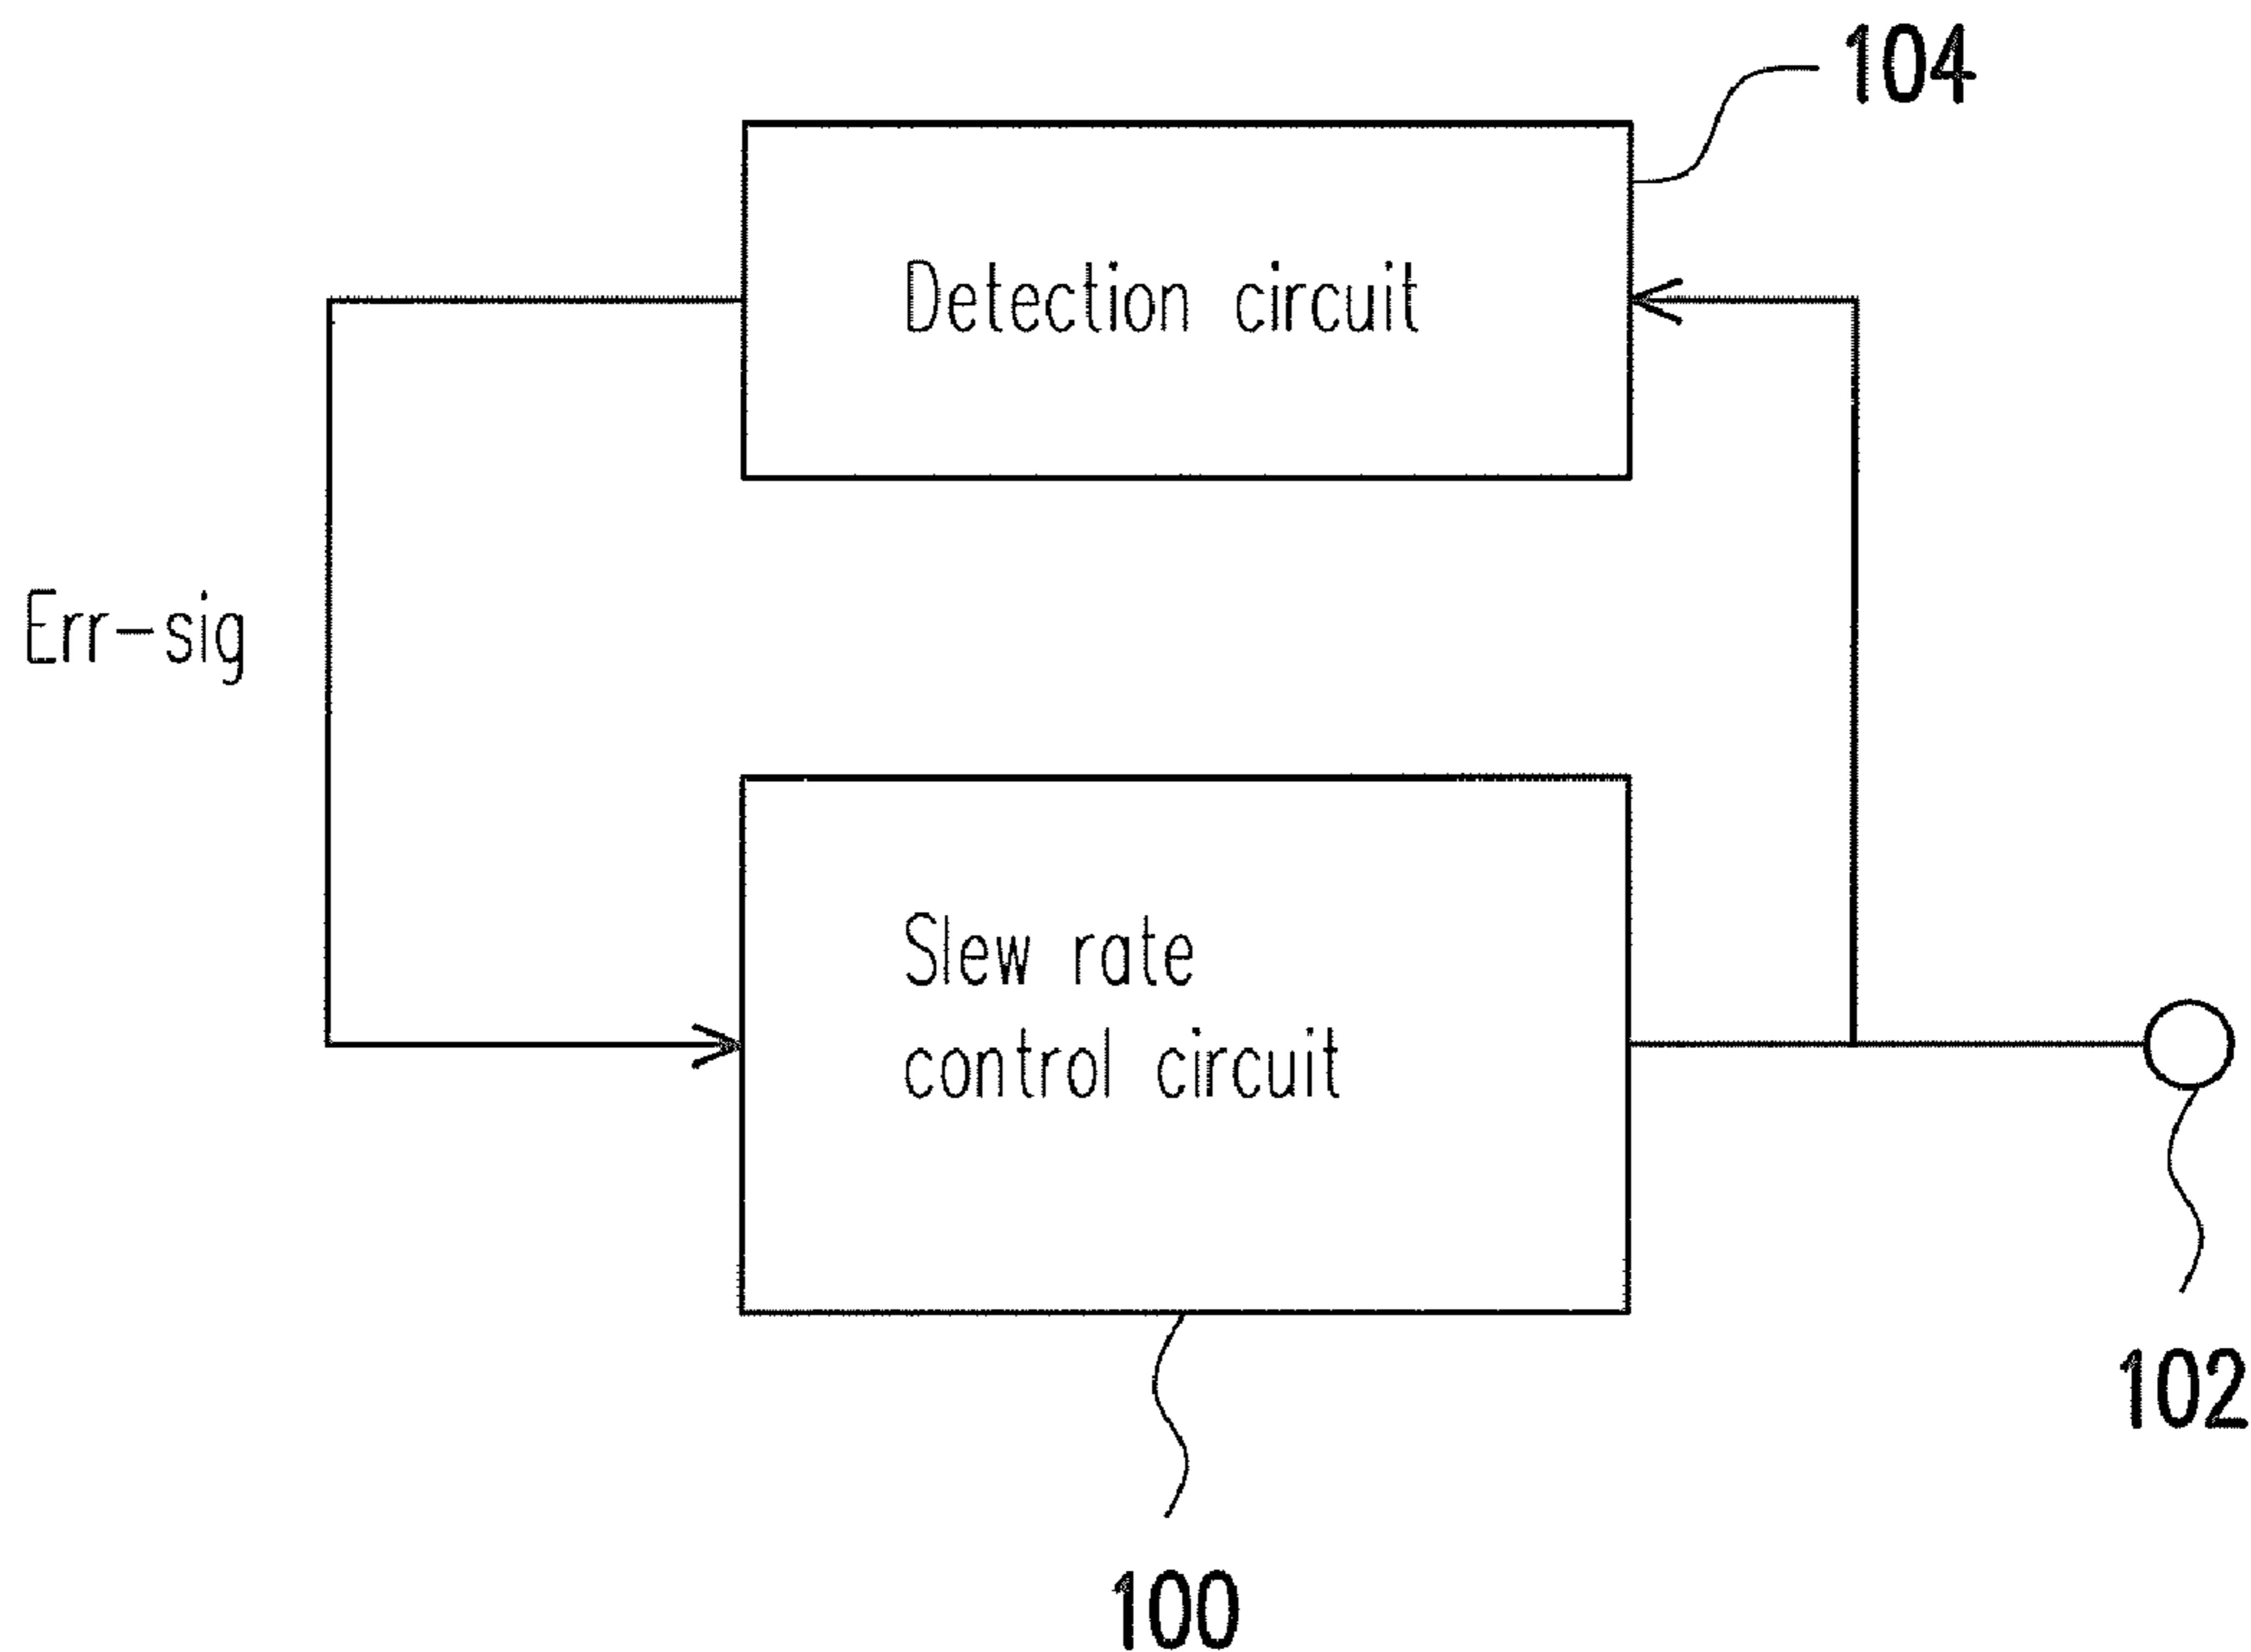 104
Detection circuit
Err-sig
Slew rate
control circuit
102
100